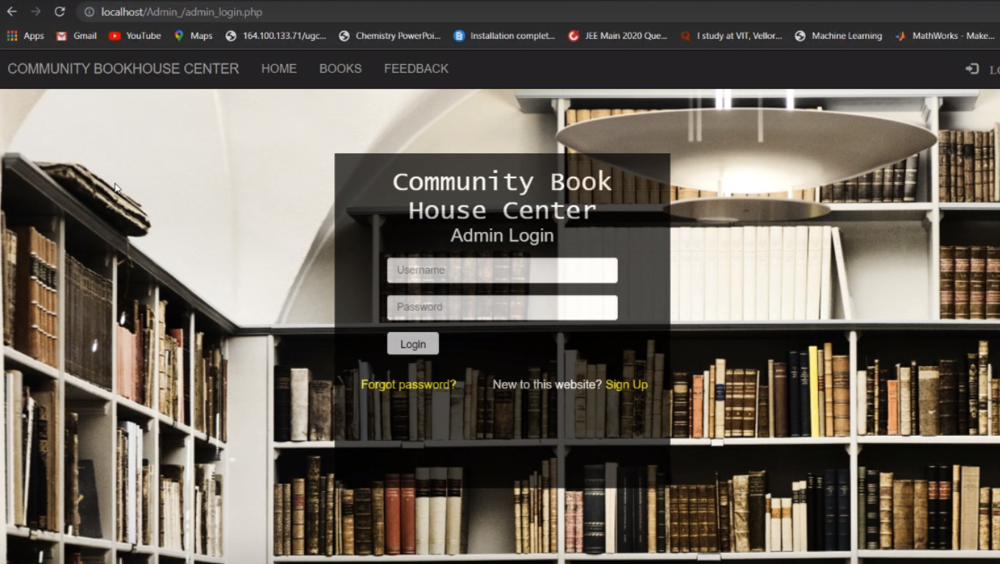 localhost/Admin_/admin_login.php
Apps Gmail YouTube Maps 164.100.133.71/ugc... Chemistry PowerPoi... Installation complet... JEE Main 2020 Que... I study at VIT, Vellor... Machine Learning MathWorks - Make...
COMMUNITY BOOKHOUSE CENTER HOME BOOKS FEEDBACK LO
Community Book
House Center
Admin Login
Username
Password
Login
Forgot password? New to this website? Sign Up